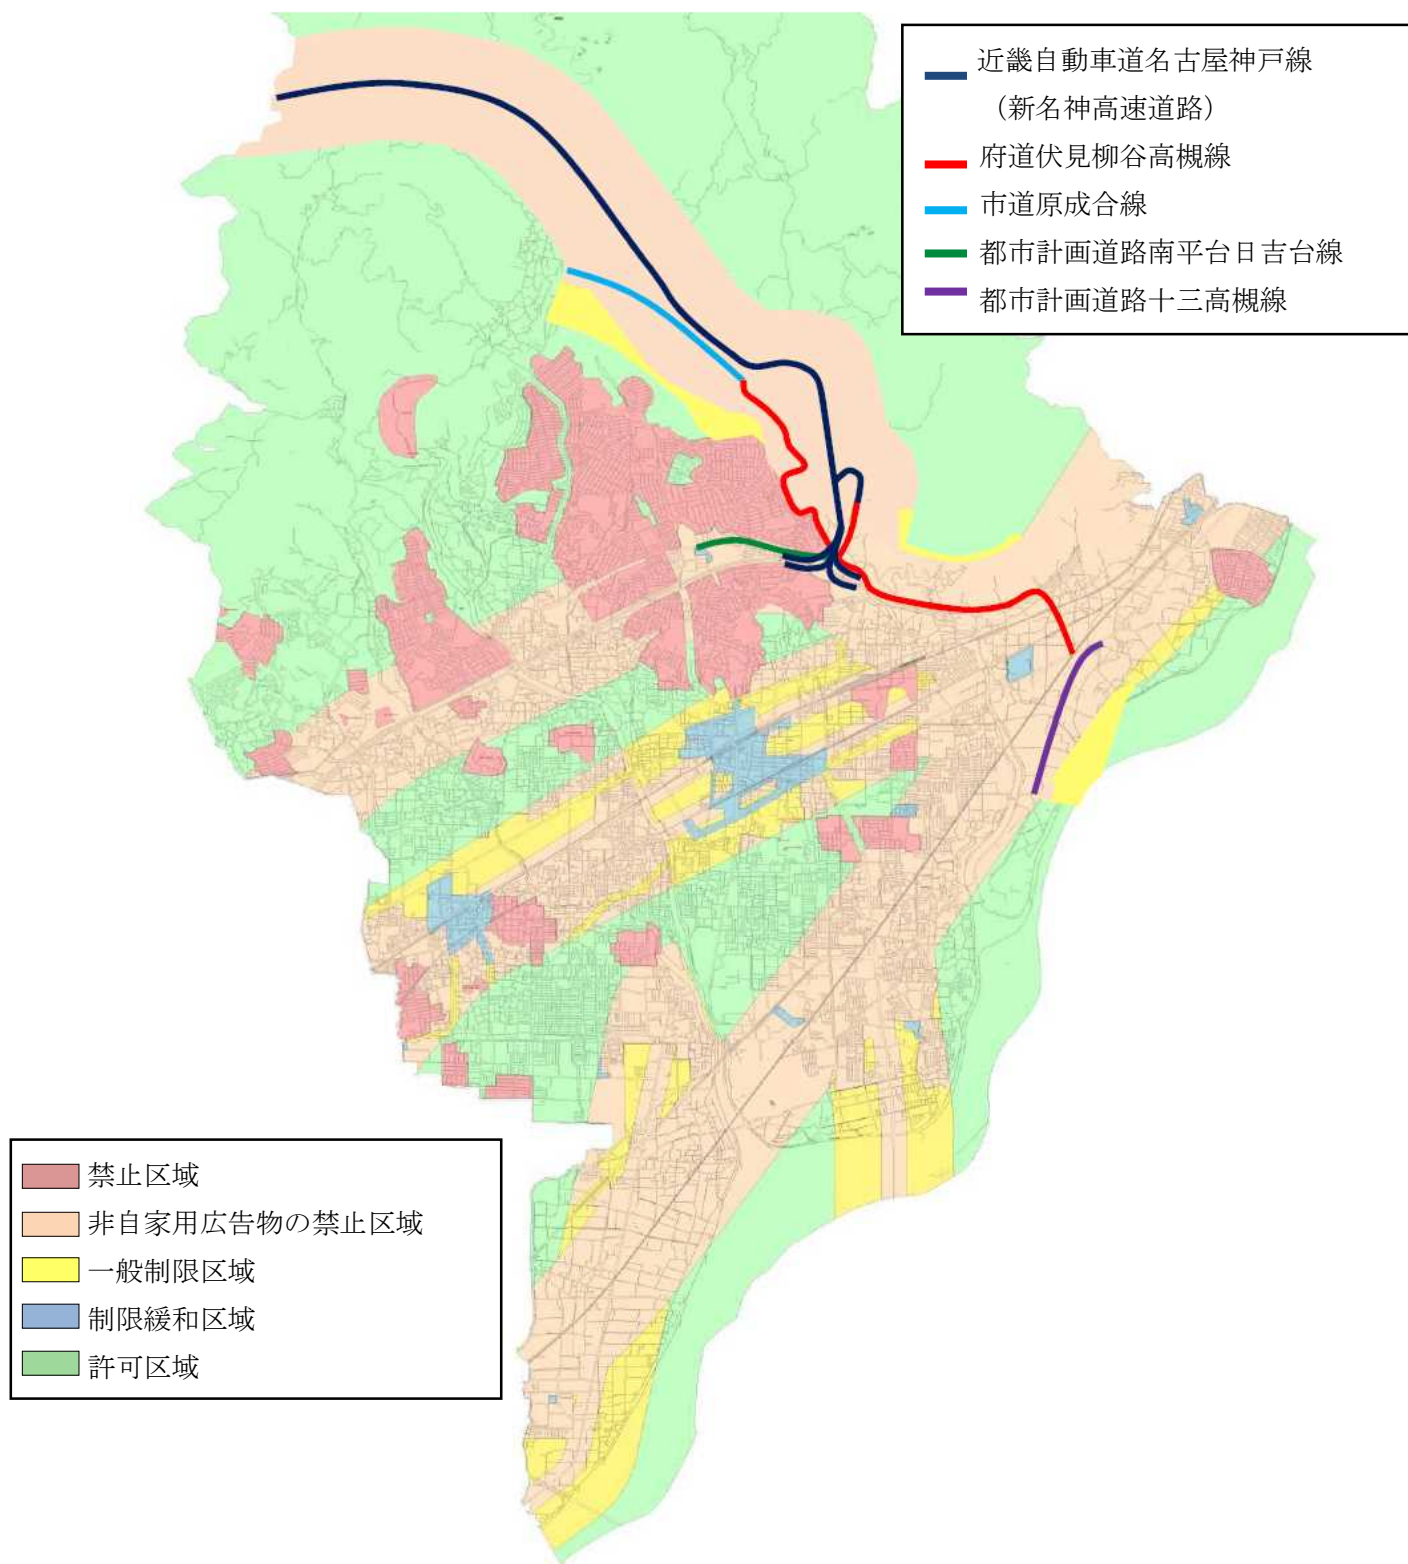 近畿自動車道名古屋神戸線
（新名神高速道路）
府道伏見柳谷高槻線
市道原成合線
都市計画道路南平台日吉台線
都市計画道路十三高槻線
禁止区域
非自家用広告物の禁止区域
一般制限区域
制限緩和区域
許可区域